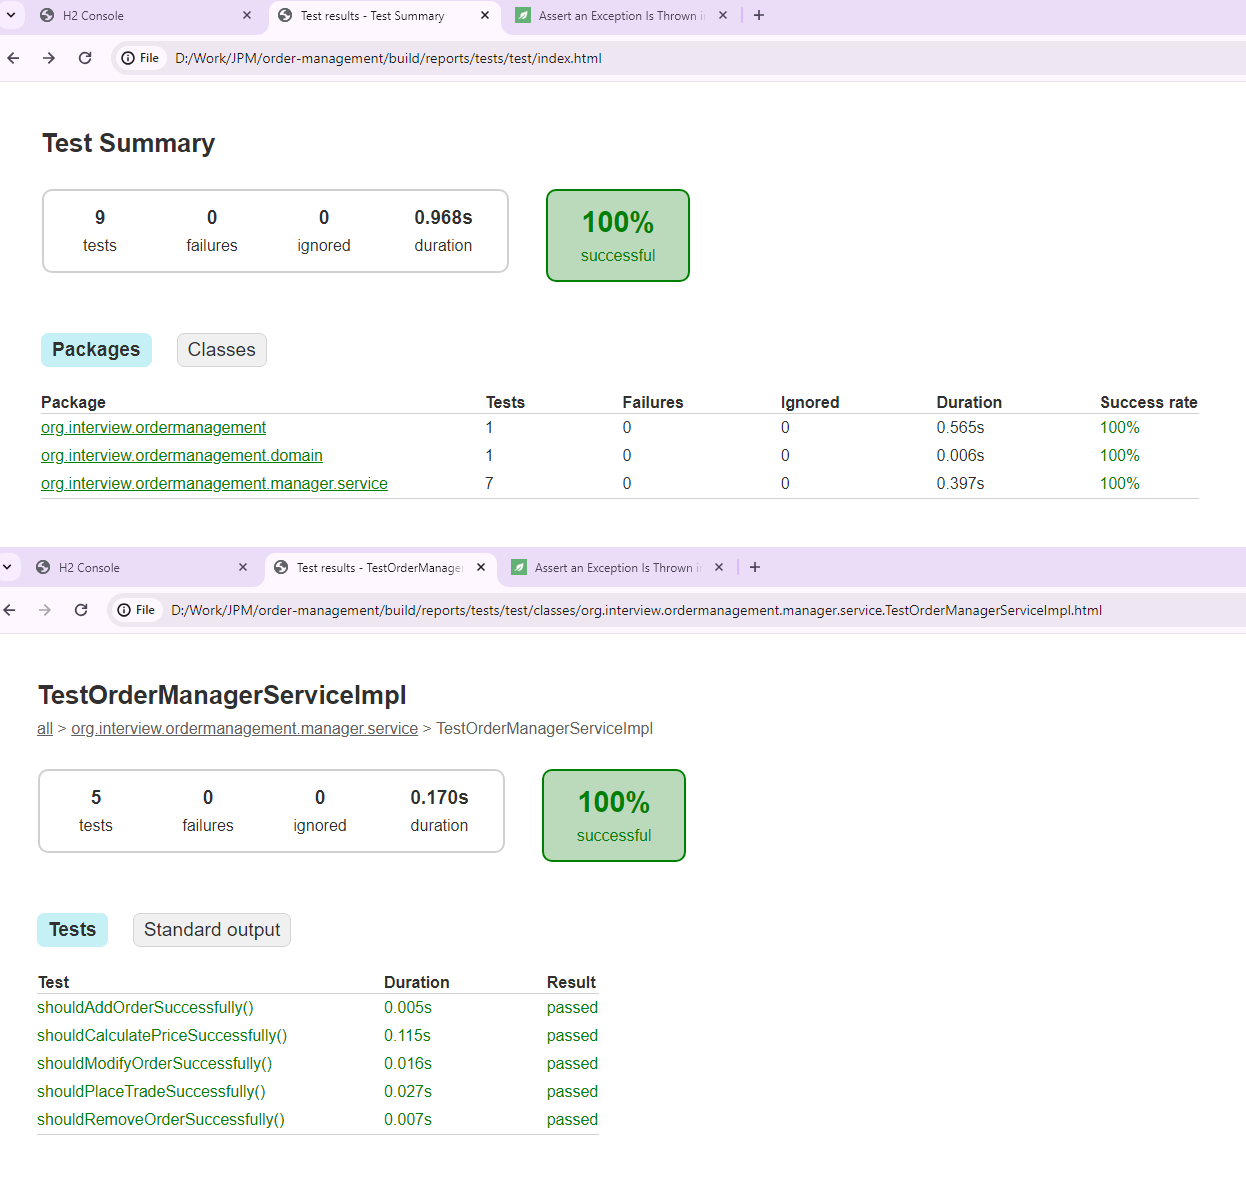 H2 Console
Test results - Test Summary
Assert an Exception Is Thrown i
File
D:/Work/JPM/order-management/build/reports/tests/test/index.html
Test Summary
9 0 0 0.968s
tests failures ignored duration
100%
successful
Packages Classes
Package Tests Failures Ignored Duration Success rate
org.interview.ordermanagement 1 0 0 0.565s 100%
org.interview.ordermanagement.domain 1 0 0 0.006s 100%
org.interview.ordermanagement.manager.service 7 0 0 0.397s 100%
H2 Console
Test results - TestOrderManage
Assert an Exception Is Thrown i
File
D:/Work/JPM/order-management/build/reports/tests/test/classes/org.interview.ordermanagement.manager.service.TestOrderManagerServiceImpl.html
TestOrderManagerServiceImpl
all > org.interview.ordermanagement.manager.service > TestOrderManagerServiceImpl
5 0 0 0.170s
tests failures ignored duration
100%
successful
Tests Standard output
Test Duration Result
shouldAddOrderSuccessfully() 0.005s passed
shouldCalculatePriceSuccessfully() 0.115s passed
shouldModifyOrderSuccessfully() 0.016s passed
shouldPlaceTradeSuccessfully() 0.027s passed
shouldRemoveOrderSuccessfully() 0.007s passed